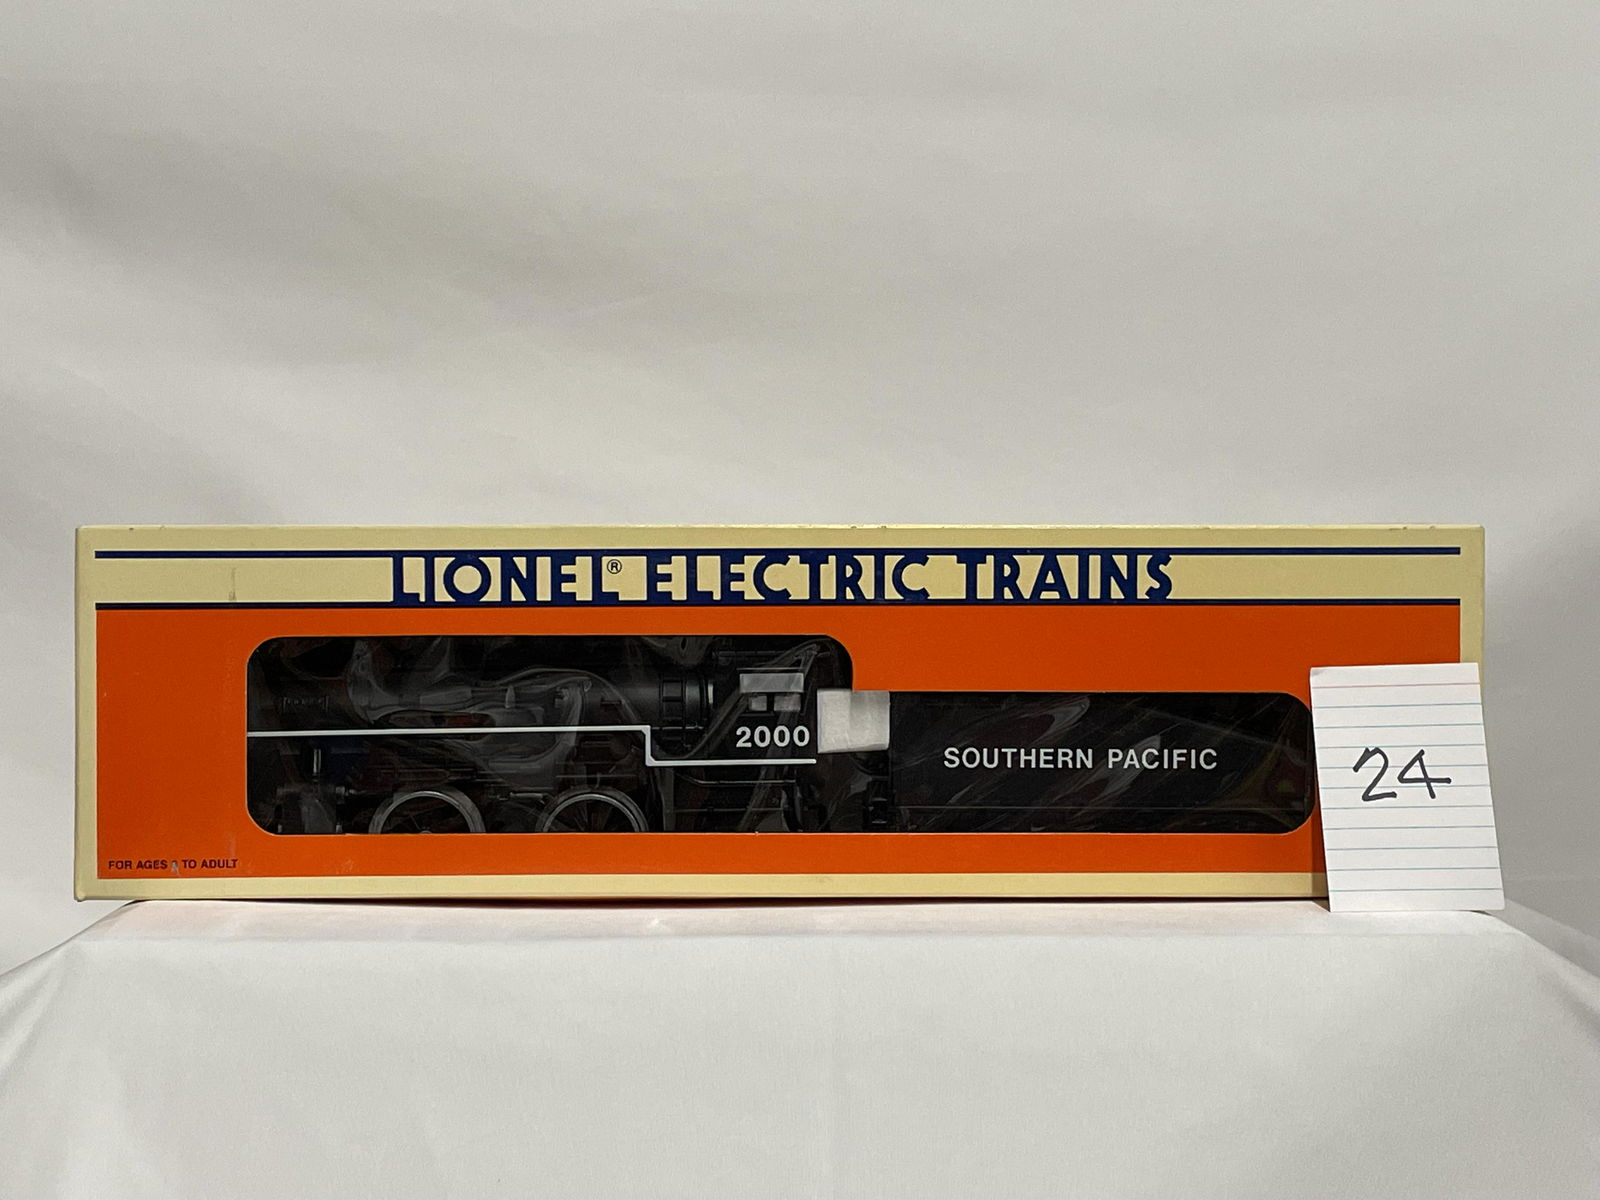 LIONEL® ELECTRIC TRAINS
2000
SOUTHERN PACIFIC
24
FOR AGES TO ADULT